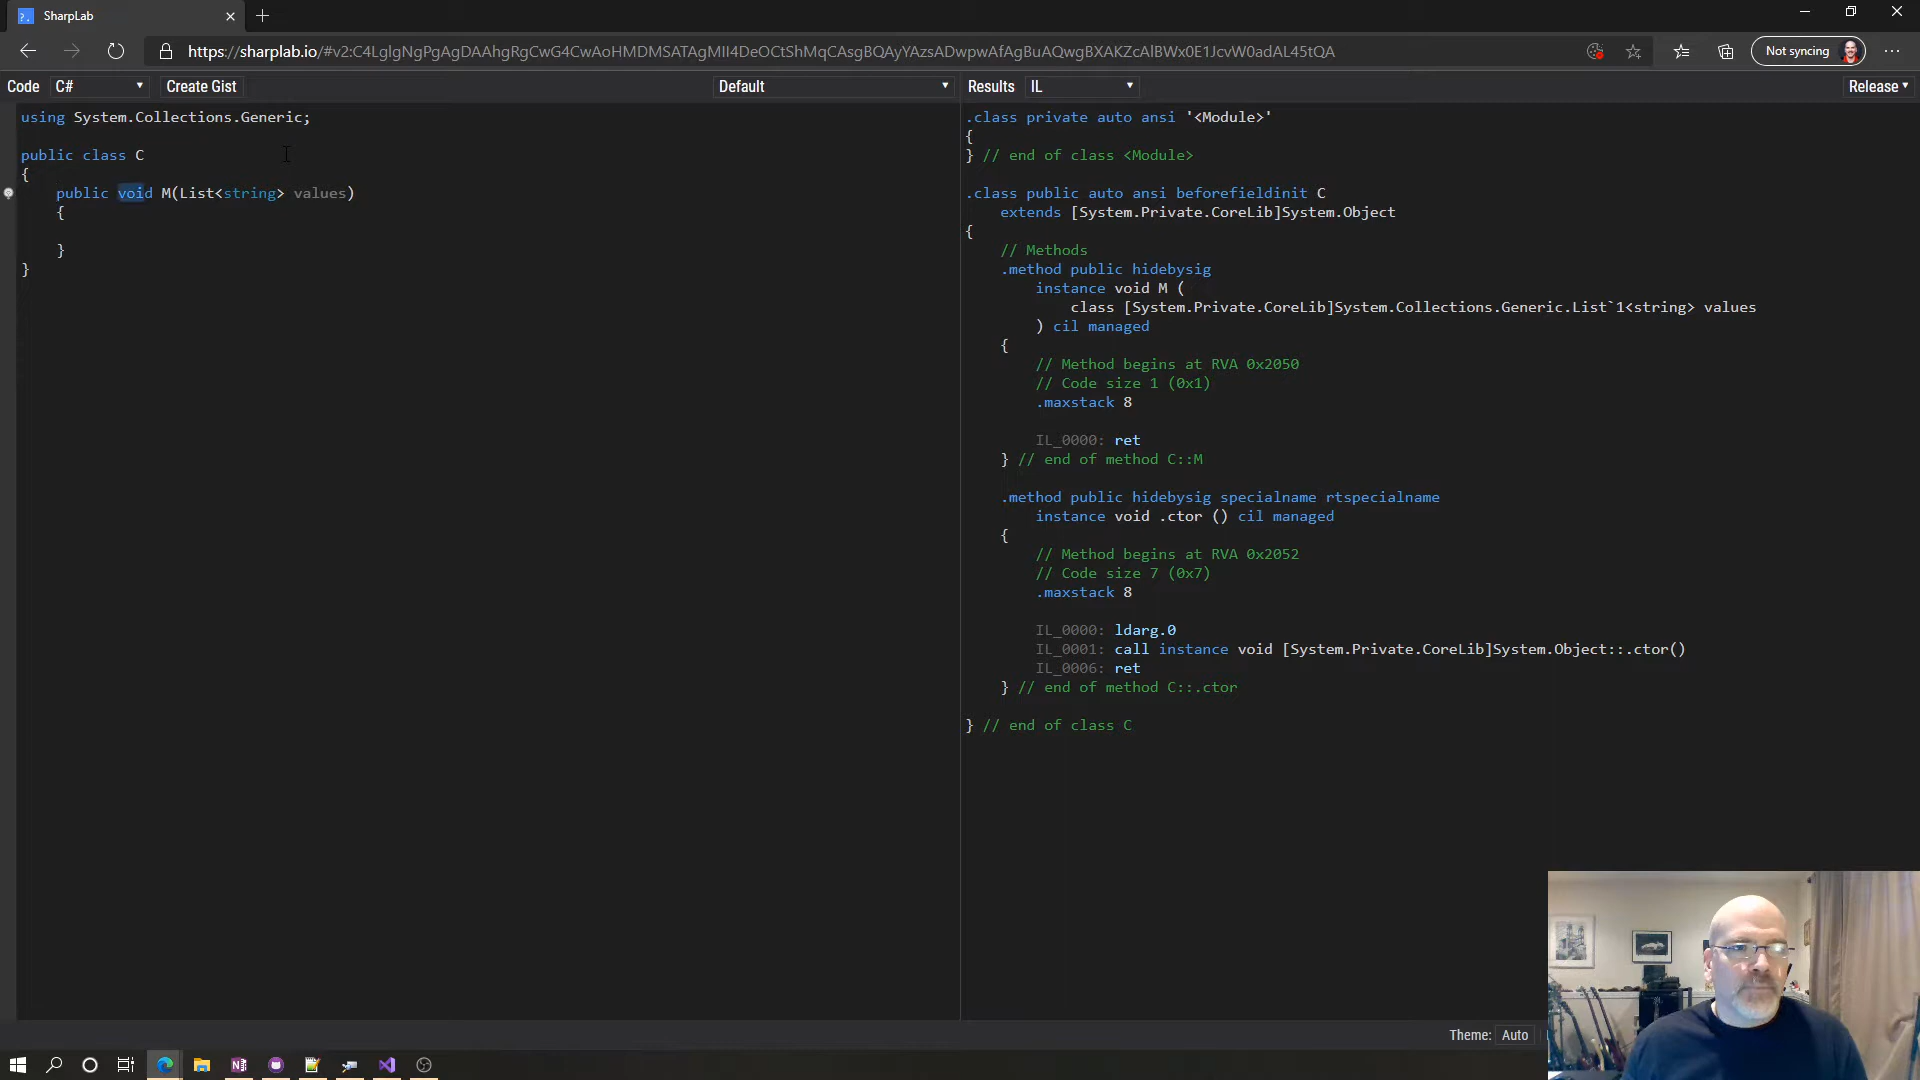 SharpLab
https://sharplab.io/#v2:C4LglgNgPgAgDAAhgRgCwG4CwAoHMDMSATAgMII4DeOCtShMqCAsgBQAyYAzsADwpwAfAgBuAQwgBXAKZcAlBWx0E1JcvW0adAL45tQA
Not syncing
Code C# Create Gist Default Results IL Release
using System.Collections.Generic;
public class C
{
public void M(List<string> values)
{
}
}
.class private auto ansi '<Module>'
{
} // end of class <Module>
.class public auto ansi beforefieldinit C
extends [System.Private.CoreLib]System.Object
{
// Methods
.method public hidebysig
instance void M (
class [System.Private.CoreLib]System.Collections.Generic.List`1<string> values
) cil managed
{
// Method begins at RVA 0x2050
// Code size 1 (0x1)
.maxstack 8
IL_0000: ret
} // end of method C::M
.method public hidebysig specialname rtspecialname
instance void .ctor () cil managed
{
// Method begins at RVA 0x2052
// Code size 7 (0x7)
.maxstack 8
IL_0000: ldarg.0
IL_0001: call instance void [System.Private.CoreLib]System.Object::.ctor()
IL_0006: ret
} // end of method C::.ctor
} // end of class C
Theme: Auto